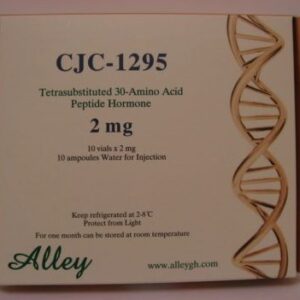 CJC-1295
Tetrasubstituted 30-Amino Acid
Peptide Hormone
2 mg
10 vials x 2 mg
10 ampoules Water for Injection
Keep refrigerated at 2-8°C
Protect from Light
For one month can be stored at room temperature
Alley
www.alleygh.com